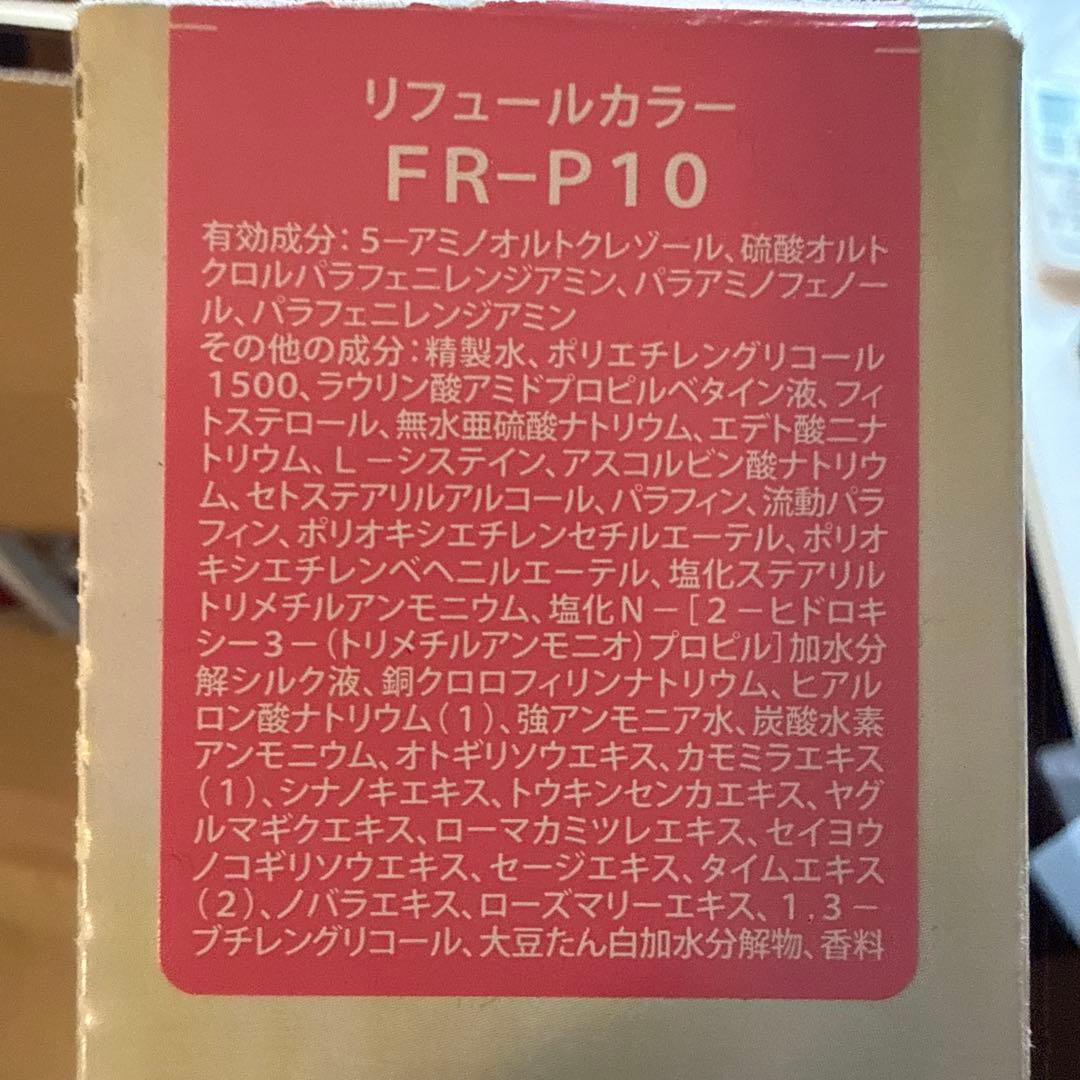 リフュールカラー
FR−P10
有効成分：5−アミノオルトクレゾール、硫酸オルト
クロルパラフェニレンジアミン、パラアミノフェノー
ル、パラフェニレンジアミン
その他の成分：精製水、ポリエチレングリコール
1500、ラウリン酸アミドプロピルベタイン液、フィ
トステロール、無水亜硫酸ナトリウム、エデト酸二ナ
トリウム、L−システイン、アスコルビン酸ナトリウ
ム、セトステアリルアルコール、パラフィン、流動パラ
フィン、ポリオキシエチレンセチルエーテル、ポリオ
キシエチレンベヘニルエーテル、塩化ステアリル
トリメチルアンモニウム、塩化N−［2−ヒドロキ
シー3−（トリメチルアンモニオ）プロピル］加水分
解シルク液、銅クロロフィリンナトリウム、ヒアル
ロン酸ナトリウム（1）、強アンモニア水、炭酸水素
アンモニウム、オトギリソウエキス、カモミラエキス
（1）、シナノキエキス、トウキンセンカエキス、ヤグ
ルマギクエキス、ローマカミツレエキス、セイヨウ
ノコギリソウエキス、セージエキス、タイムエキス
（2）、ノバラエキス、ローズマリーエキス、1,3−
ブチレングリコール、大豆たん白加水分解物、香料